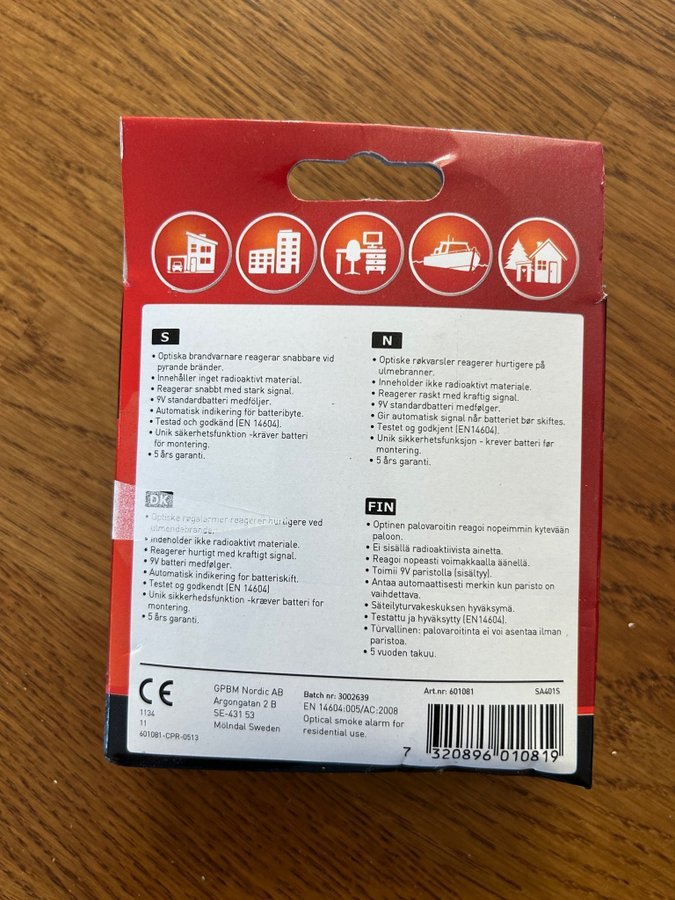 S
• Optiska brandvarnare reagerar snabbare vid
pyrande bränder.
• Innehåller inget radioaktivt material.
• Reagerar snabbt med stark signal.
• 9V standardbatteri medföljer.
• Automatisk indikering för batteribyte.
• Testad och godkänd (EN 14604).
• Unik säkerhetsfunktion -kräver batteri
för montering.
• 5 års garanti.
N
• Optiske røkvarsler reagerer hurtigere på
ulmebranner.
• Inneholder ikke radioaktivt materiale.
• Reagerer raskt med kraftig signal.
• 9V standardbatteri medfølger.
• Gir automatisk signal når batteriet bør skiftes.
• Testet og godkjent (EN14604).
• Unik sikkerhetsfunksjon - krever batteri før
montering.
• 5 års garanti.
DK
• Optiske røgalarmer reagerer hurtigere ved
ulmendebrande.
• Indeholder ikke radioaktivt materiale.
• Reagerer hurtigt med kraftigt signal.
• 9V batteri medfølger.
• Automatisk indikering for batteriskift.
• Testet og godkendt (EN 14604)
• Unik sikkerhedsfunktion -kræver batteri for
montering.
• 5 års garanti.
FIN
• Optinen palovaroitin reagoi nopeimmin kytevään
paloon.
• Ei sisällä radioaktiivista ainetta.
• Reagoi nopeasti voimakkaalla äänellä.
• Toimii 9V paristolla (sisältyy).
• Antaa automaattisesti merkin kun paristo on
vaihdettava.
• Säteilyturvakeskuksen hyväksymä.
• Testattu ja hyväksytty (EN14604).
• Turvallinen: palovaroitinta ei voi asentaa ilman
paristoa.
• 5 vuoden takuu.
CE
1134
11
601081-CPR-0513
GPBM Nordic AB
Argongatan 2 B
SE-431 53
Mölndal Sweden
Batch nr: 3002639
EN 14604:005/AC:2008
Optical smoke alarm for
residential use.
Art.nr: 601081
SA401S
7 320896 010819